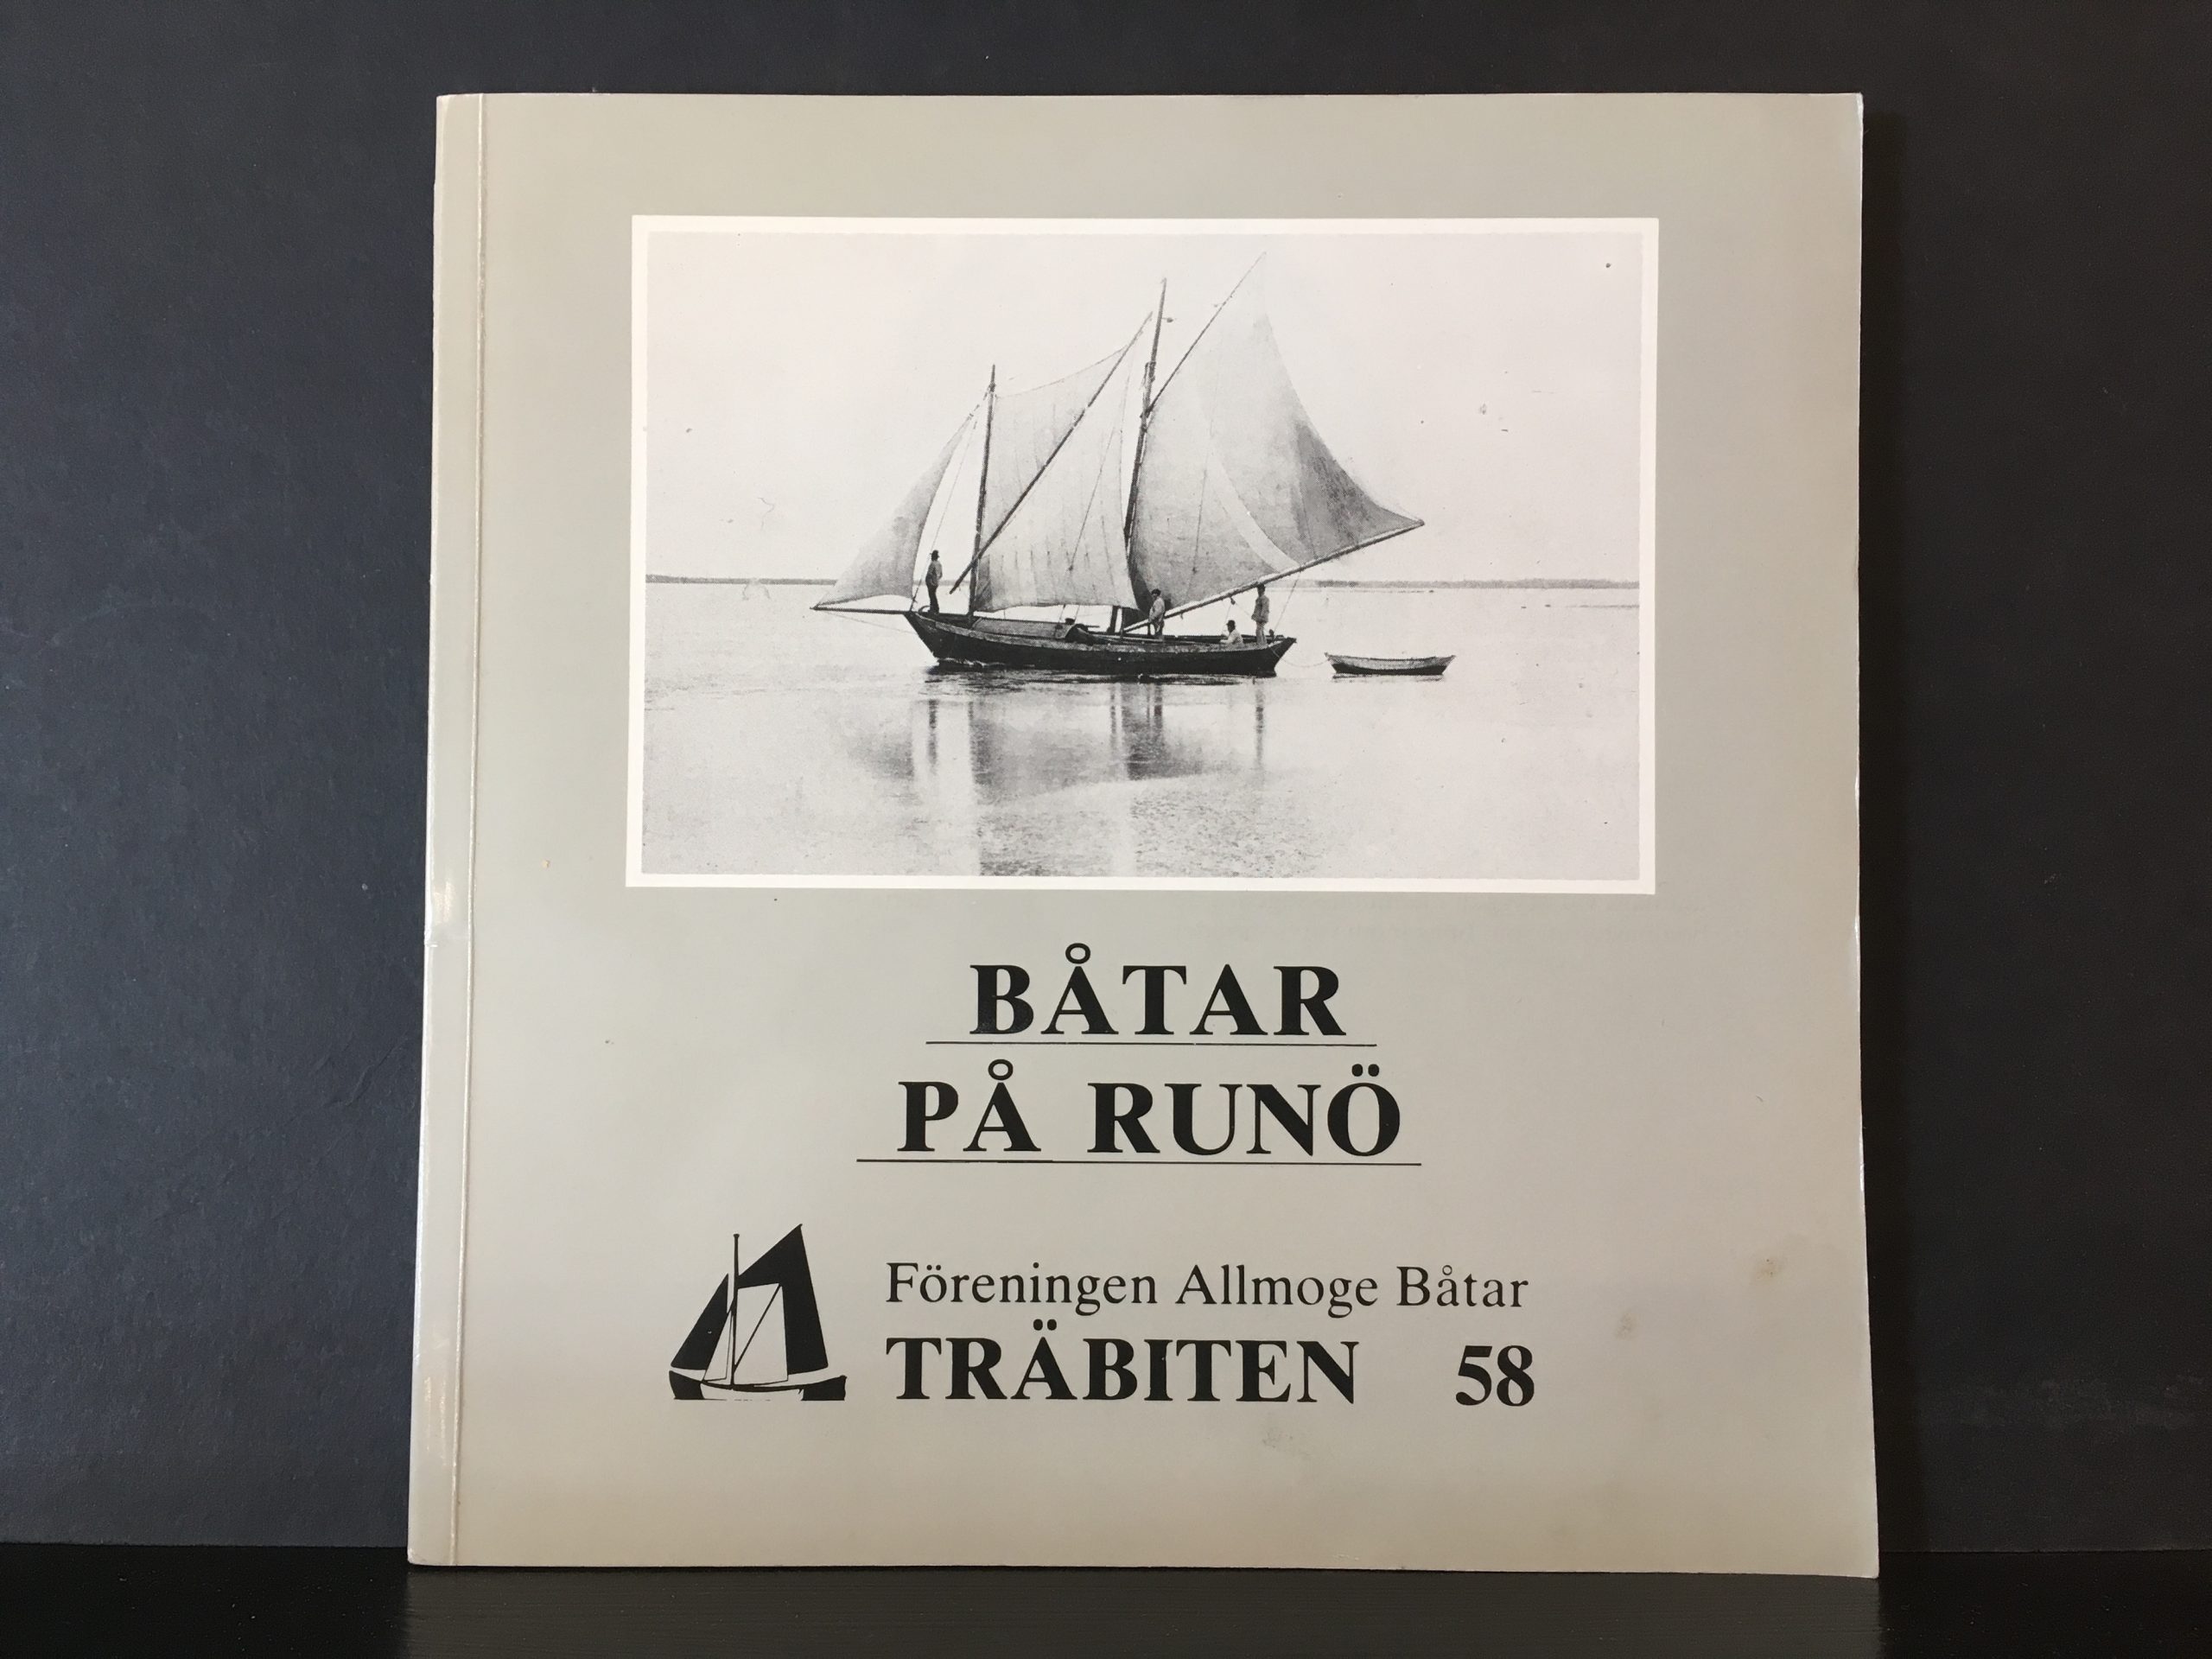 BÅTAR
PÅ RUNÖ
Föreningen Allmoge Båtar
TRÄBITEN 58